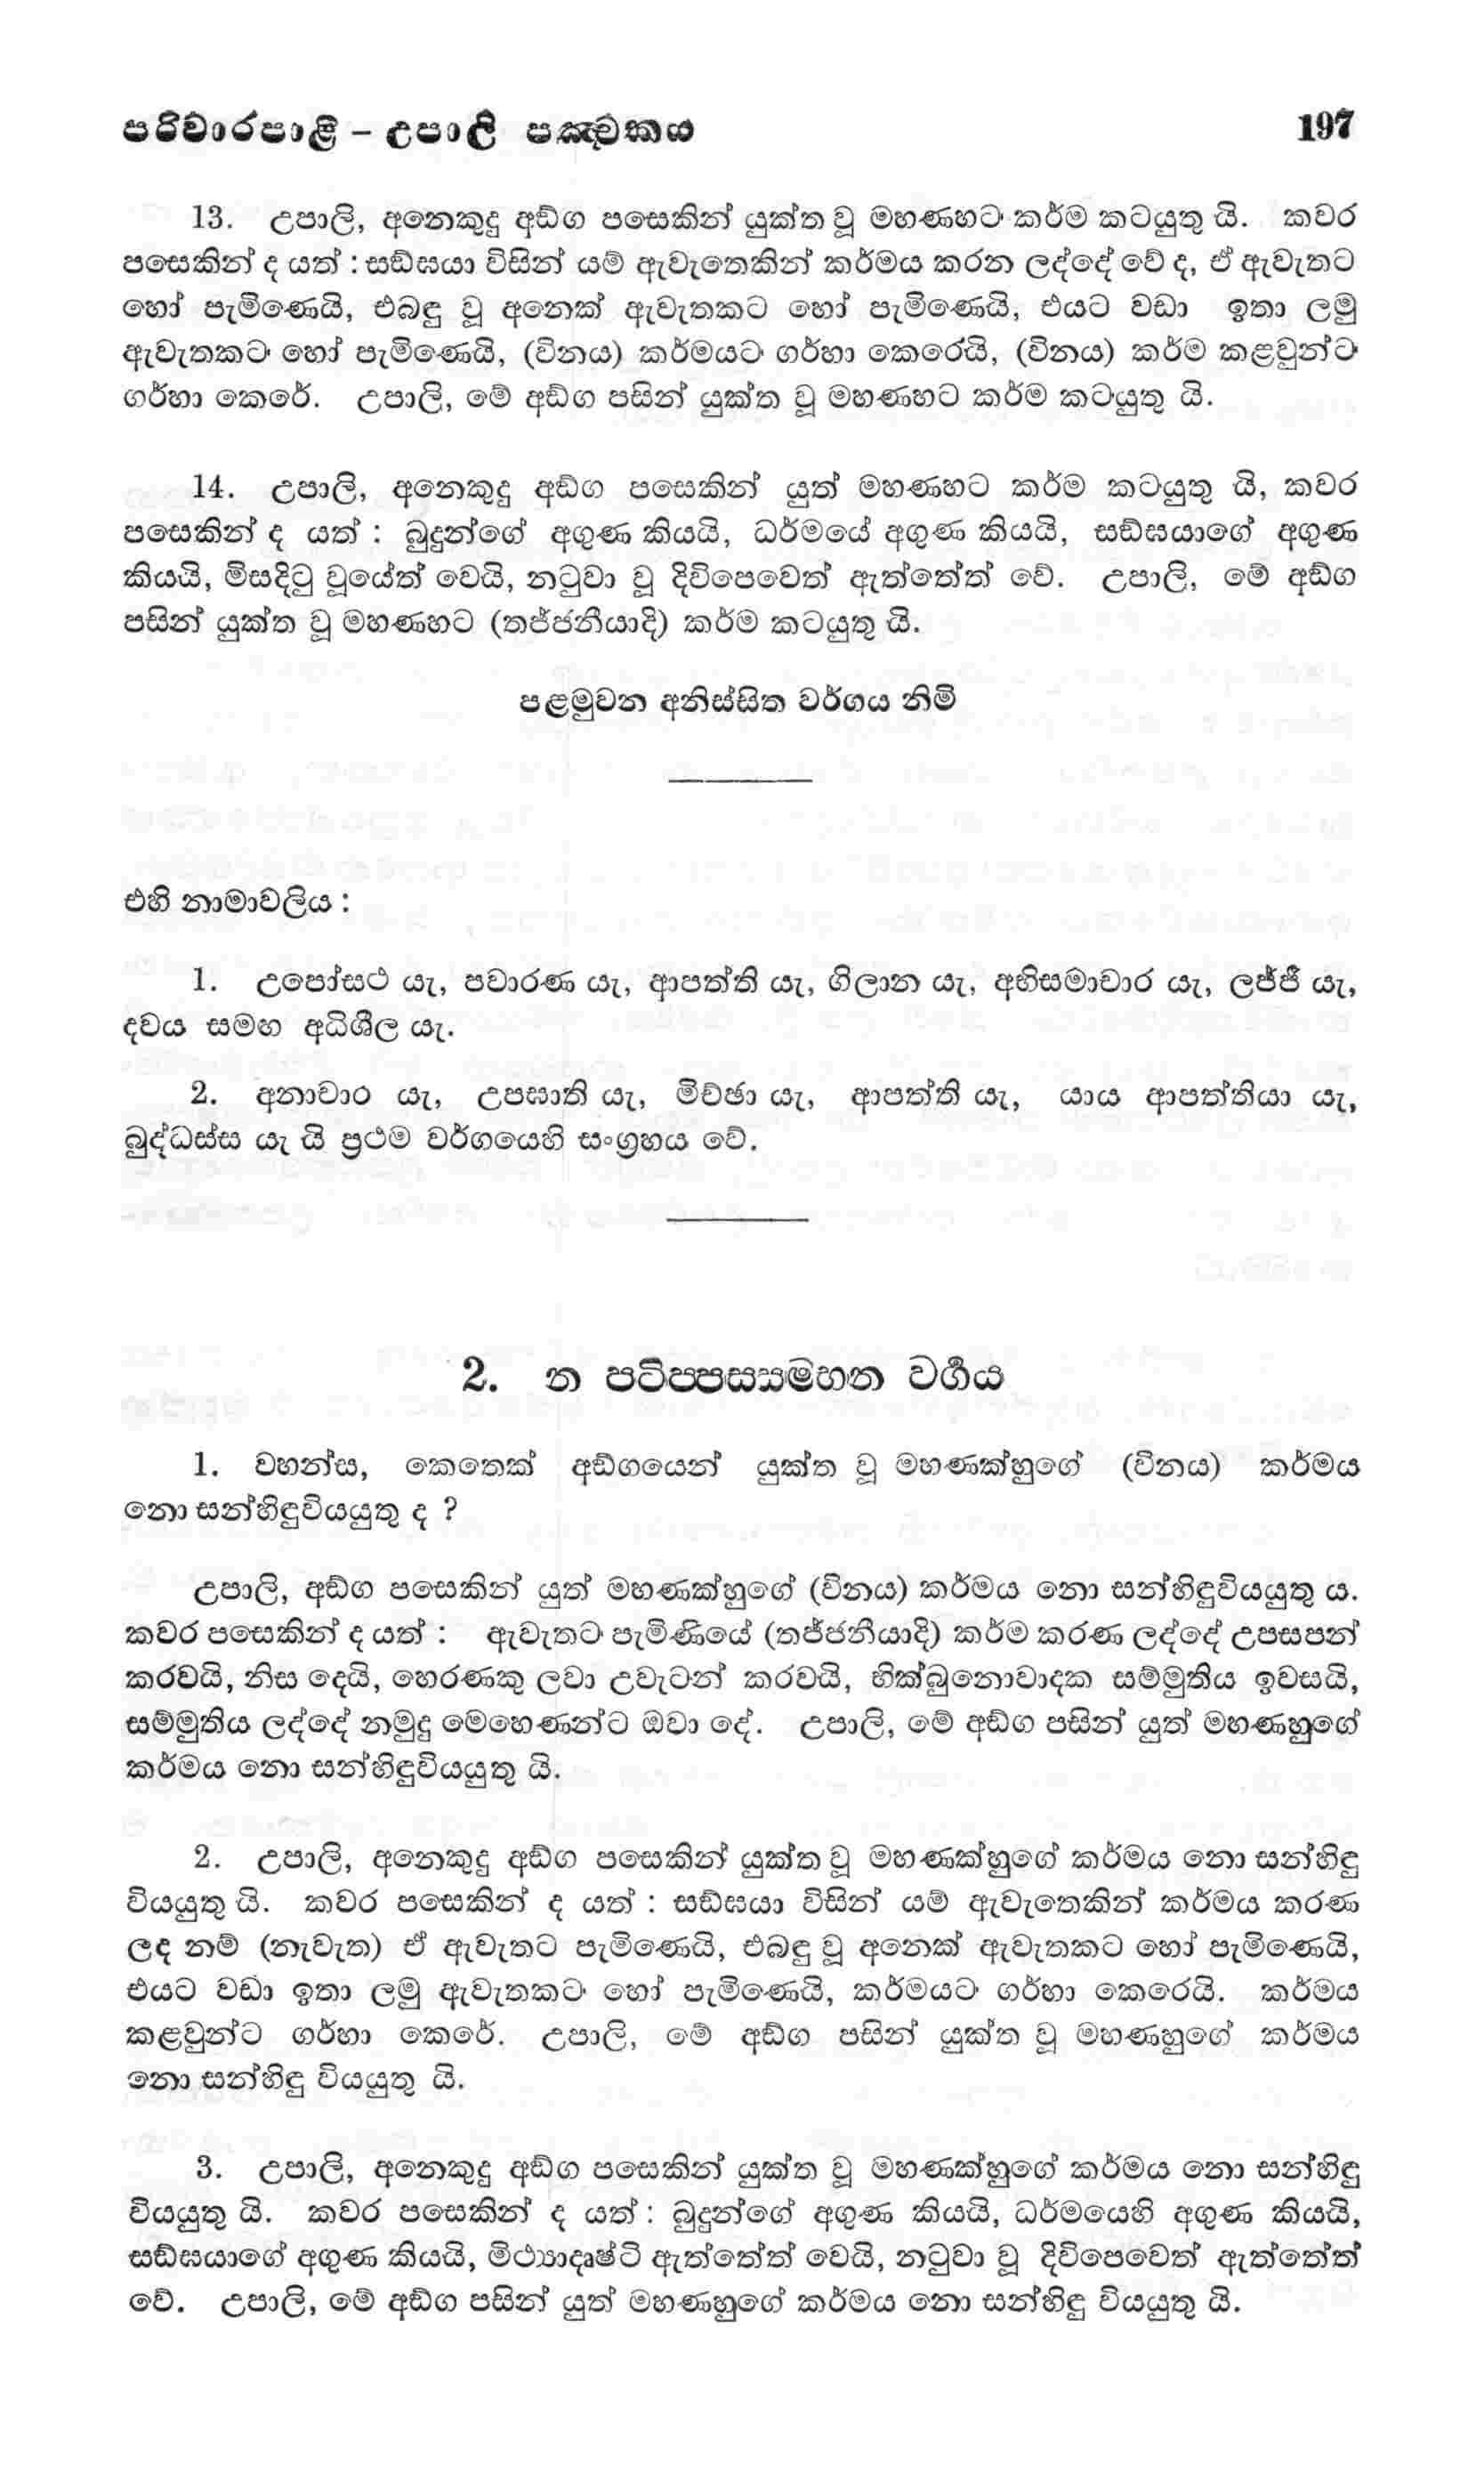 පරිවාරපාළි – උපාලි පඤ්චකය 197
13. උපාලි, අනෙකුදු අඞ්ග පසෙකින් යුක්ත වූ මහණහට කර්ම කටයුතු යි. කවර
පසෙකින් ද යත් : සඞ්ඝයා විසින් යම් ඇවැතෙකින් කර්මය කරන ලද්දේ වේ ද, ඒ ඇවැතට
හෝ පැමිණෙයි, එබඳු වූ අනෙක් ඇවැතකට හෝ පැමිණෙයි, එයට වඩා ඉතා ලමු
ඇවැතකට හෝ පැමිණෙයි, (විනය) කර්මයට ගර්හා කෙරෙයි, (විනය) කර්ම කළවුන්ට
ගර්හා කෙරේ. උපාලි, මේ අඞ්ග පසින් යුක්ත වූ මහණහට කර්ම කටයුතු යි.
14. උපාලි, අනෙකුදු අඞ්ග පසෙකින් යුත් මහණහට කර්ම කටයුතු යි, කවර
පසෙකින් ද යත් : බුදුන්ගේ අගුණ කියයි, ධර්මයේ අගුණ කියයි, සඞ්ඝයාගේ අගුණ
කියයි, මිසදිටු වූයේත් වෙයි, නටුවා වූ දිවිපෙවෙත් ඇත්තේත් වේ. උපාලි, මේ අඞ්ග
පසින් යුක්ත වූ මහණහට (තජ්ජනීයාදි) කර්ම කටයුතු යි.
පළමුවන අනිස්සිත වර්ගය නිමි
එහි නාමාවලිය :
1. උපෝසථ යැ, පවාරණ යැ, ආපත්ති යැ, ගිලාන යැ, අභිසමාචාර යැ, ලජ්ජී යැ,
දවය සමඟ අධිශීල යැ.
2. අනාචාර යැ, උපඝාති යැ, මිච්ඡා යැ, ආපත්ති යැ, යාය ආපත්තියා යැ,
බුද්ධස්ස යැ යි ප්‍රථම වර්ගයෙහි සංග්‍රහය වේ.
2. න පටිප්පස්සම්භන වර්ගය
1. වහන්ස, කෙතෙක් අඞ්ගයෙන් යුක්ත වූ මහණක්හුගේ (විනය) කර්මය
නො සන්හිඳුවියයුතු ද ?
උපාලි, අඞ්ග පසෙකින් යුත් මහණක්හුගේ (විනය) කර්මය නො සන්හිඳුවියයුතු ය.
කවර පසෙකින් ද යත් : ඇවැතට පැමිණියේ (තජ්ජනීයාදි) කර්ම කරණ ලද්දේ උපසපන්
කරවයි, නිස දෙයි, හෙරණකු ලවා උවැටන් කරවයි, භික්ඛුනොවාදක සම්මුතිය ඉවසයි,
සම්මුතිය ලද්දේ නමුදු මෙහෙණන්ට ඔවා දේ. උපාලි, මේ අඞ්ග පසින් යුත් මහණහුගේ
කර්මය නො සන්හිඳුවියයුතු යි.
2. උපාලි, අනෙකුදු අඞ්ග පසෙකින් යුක්ත වූ මහණක්හුගේ කර්මය නො සන්හිඳු
වියයුතු යි. කවර පසෙකින් ද යත් : සඞ්ඝයා විසින් යම් ඇවැතෙකින් කර්මය කරණ
ලද නම් (නැවැත) ඒ ඇවැතට පැමිණෙයි, එබඳු වූ අනෙක් ඇවැතකට හෝ පැමිණෙයි,
එයට වඩා ඉතා ලමු ඇවැතකට හෝ පැමිණෙයි, කර්මයට ගර්හා කෙරෙයි. කර්මය
කළවුන්ට ගර්හා කෙරේ. උපාලි, මේ අඞ්ග පසින් යුක්ත වූ මහණහුගේ කර්මය
නො සන්හිඳු වියයුතු යි.
3. උපාලි, අනෙකුදු අඞ්ග පසෙකින් යුක්ත වූ මහණක්හුගේ කර්මය නො සන්හිඳු
වියයුතු යි. කවර පසෙකින් ද යත් : බුදුන්ගේ අගුණ කියයි, ධර්මයෙහි අගුණ කියයි,
සඞ්ඝයාගේ අගුණ කියයි, මිථ්‍යාදෘෂ්ටි ඇත්තේත් වෙයි, නටුවා වූ දිවිපෙවෙත් ඇත්තේත්
වේ. උපාලි, මේ අඞ්ග පසින් යුත් මහණහුගේ කර්මය නො සන්හිඳු වියයුතු යි.